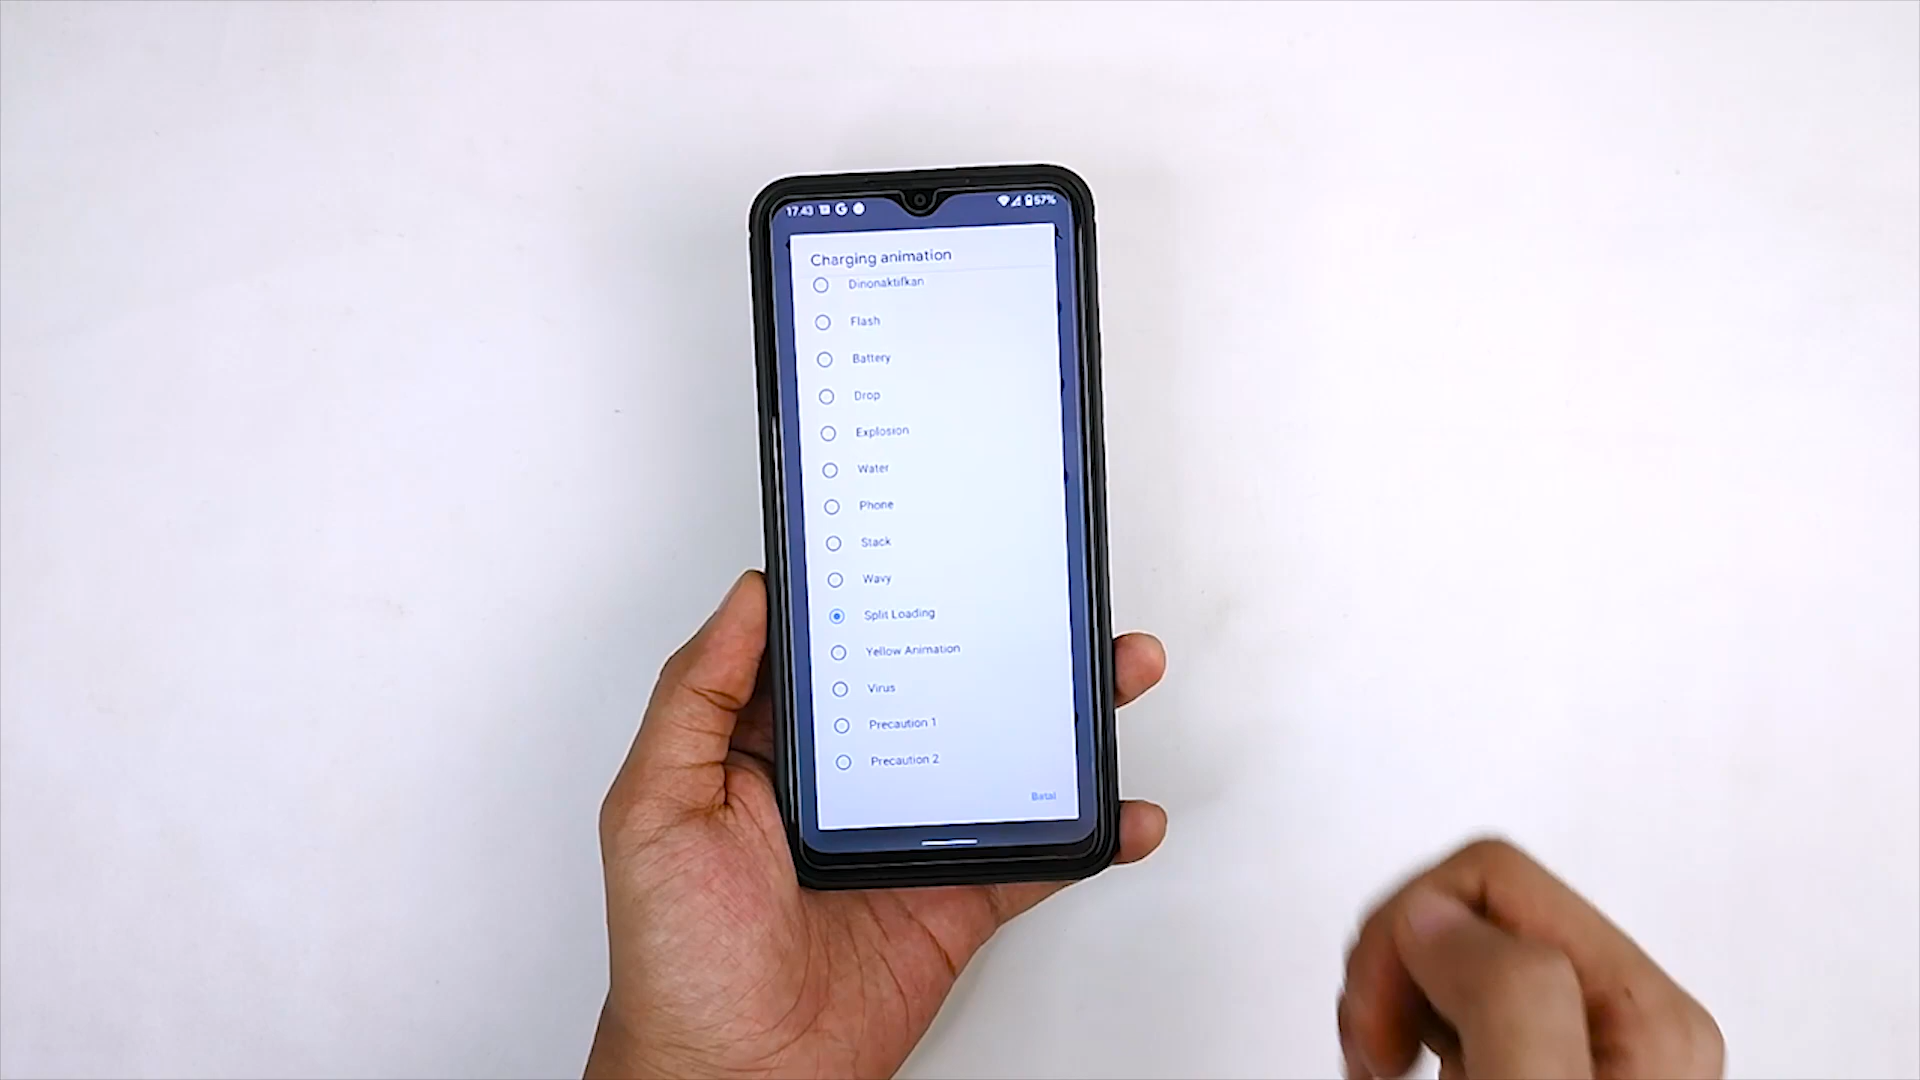 17.43 G 57%
Charging animation
Dinonaktifkan
Flash
Battery
Drop
Explosion
Water
Phone
Stack
Wavy
Split Loading
Yellow Animation
Virus
Precaution 1
Precaution 2
Batal